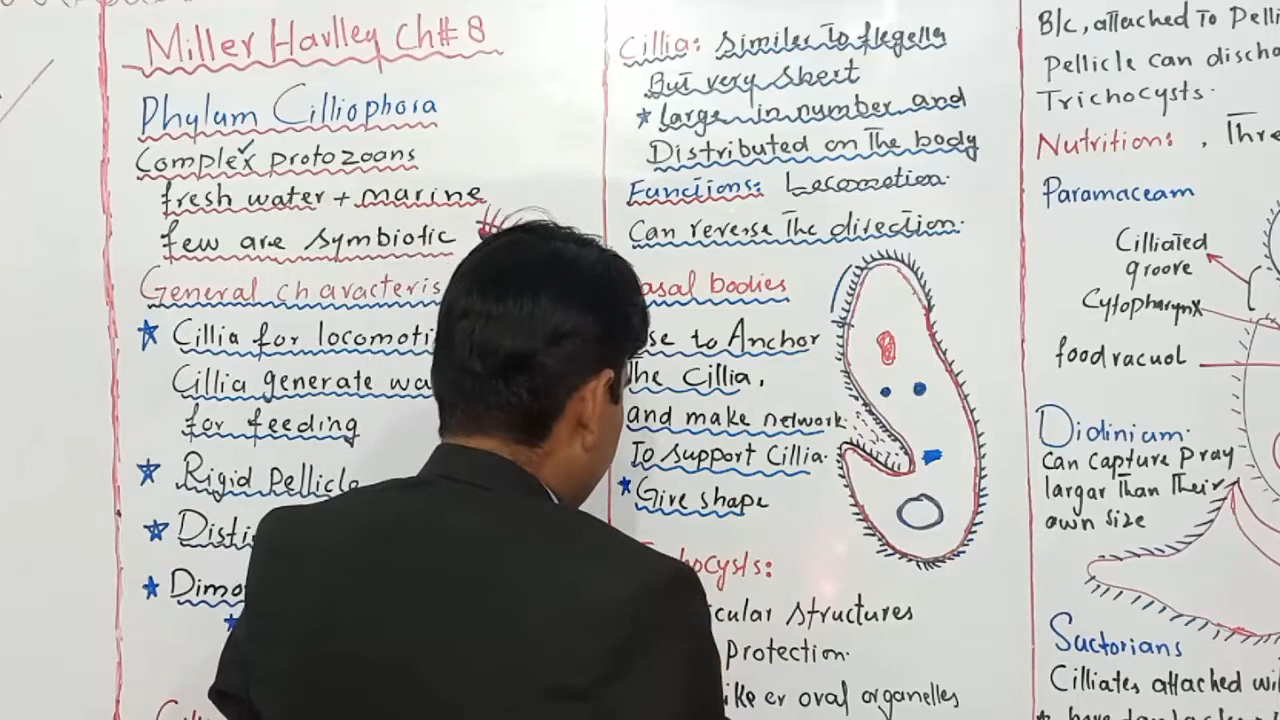 Miller Havlley Ch# 8
Phylum Cilliophora
Complex protozoans
fresh water + marine
few are symbiotic
General characteris
Cillia for locomoti
Cillia generate wa
for feeding
Rigid Pellicle
Disti
Dimo
Cillia: Similer To flegella
But very short
* Large in number and
Distributed on The body
Functions: Locomotion.
Can reverse The direction.
asal bodies
se to Anchor
The Cillia,
and make network
To support Cillia.
* Give shape
hocysts:
cular structures
protection.
ike or oval organelles
B/c, attached To Pelli
Pellicle can discha
Trichocysts.
Nutrition: , Thre
Paramaceam
Cilliated
groove
Cytopharynx
food vacuol
Didinium.
can capture pray
largar Than Their
own size
Suctorians
Cilliates attached wi